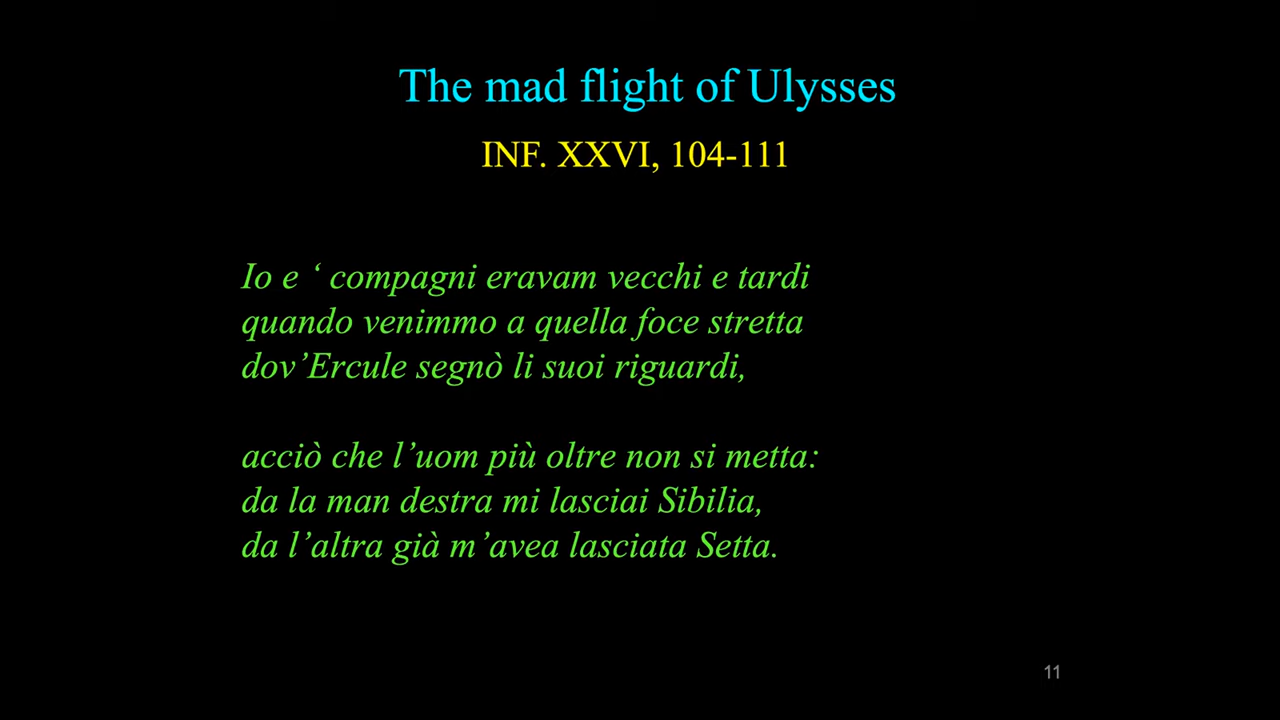 The mad flight of Ulysses
INF. XXVI, 104-111
Io e ‘ compagni eravam vecchi e tardi
quando venimmo a quella foce stretta
dov’Ercule segnò li suoi riguardi,
acciò che l’uom più oltre non si metta:
da la man destra mi lasciai Sibilia,
da l’altra già m’avea lasciata Setta.
11